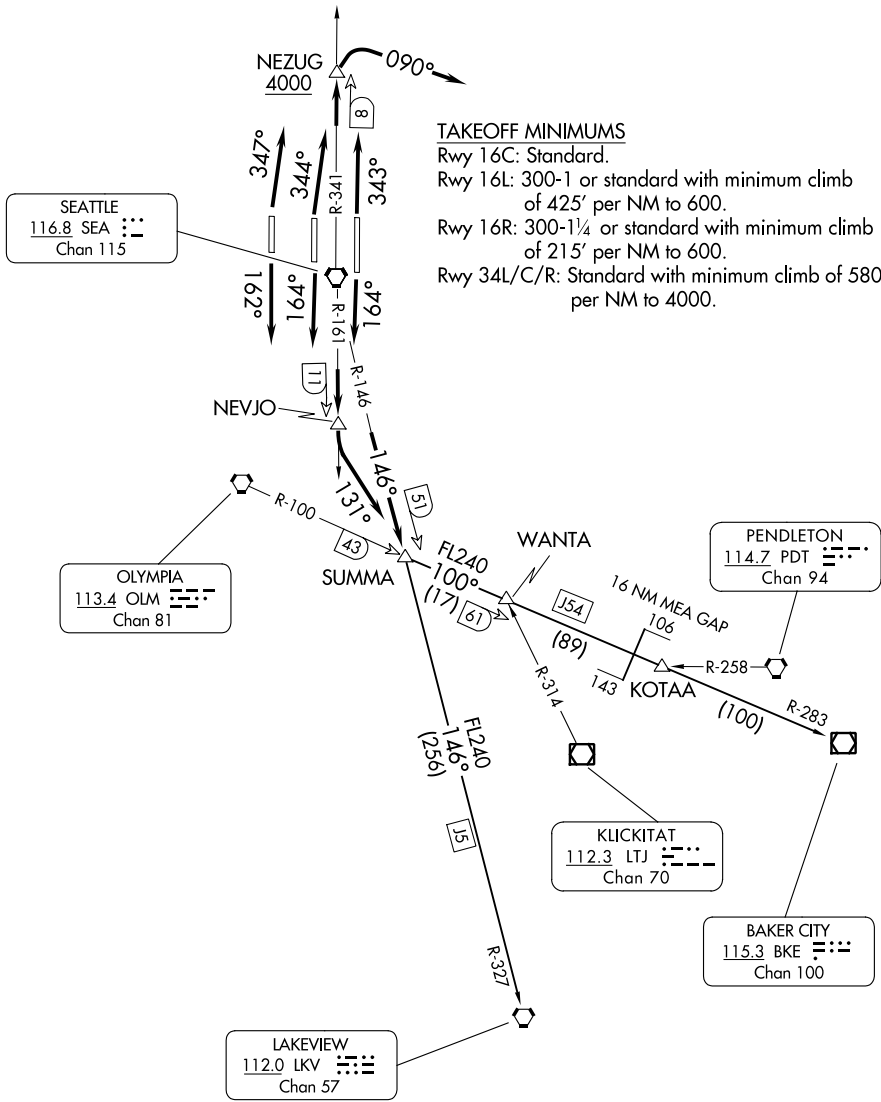 NEZUG
4000
090°
8
347°
344°
343°
R-341
TAKEOFF MINIMUMS
Rwy 16C: Standard.
Rwy 16L: 300-1 or standard with minimum climb
of 425' per NM to 600.
Rwy 16R: 300-1¼ or standard with minimum climb
of 215' per NM to 600.
Rwy 34L/C/R: Standard with minimum climb of 580
per NM to 4000.
SEATTLE
116.8 SEA
Chan 115
162°
164°
164°
R-161
11
R-146
NEVJO
131°
146°
51
R-100
43
SUMMA
OLYMPIA
113.4 OLM
Chan 81
FL240
100°
(17)
61
WANTA
J54
(89)
16 NM MEA GAP
106
143
KOTAA
R-258
PENDLETON
114.7 PDT
Chan 94
R-314
(100)
R-283
FL240
146°
(256)
J5
KLICKITAT
112.3 LTJ
Chan 70
BAKER CITY
115.3 BKE
Chan 100
R-327
LAKEVIEW
112.0 LKV
Chan 57